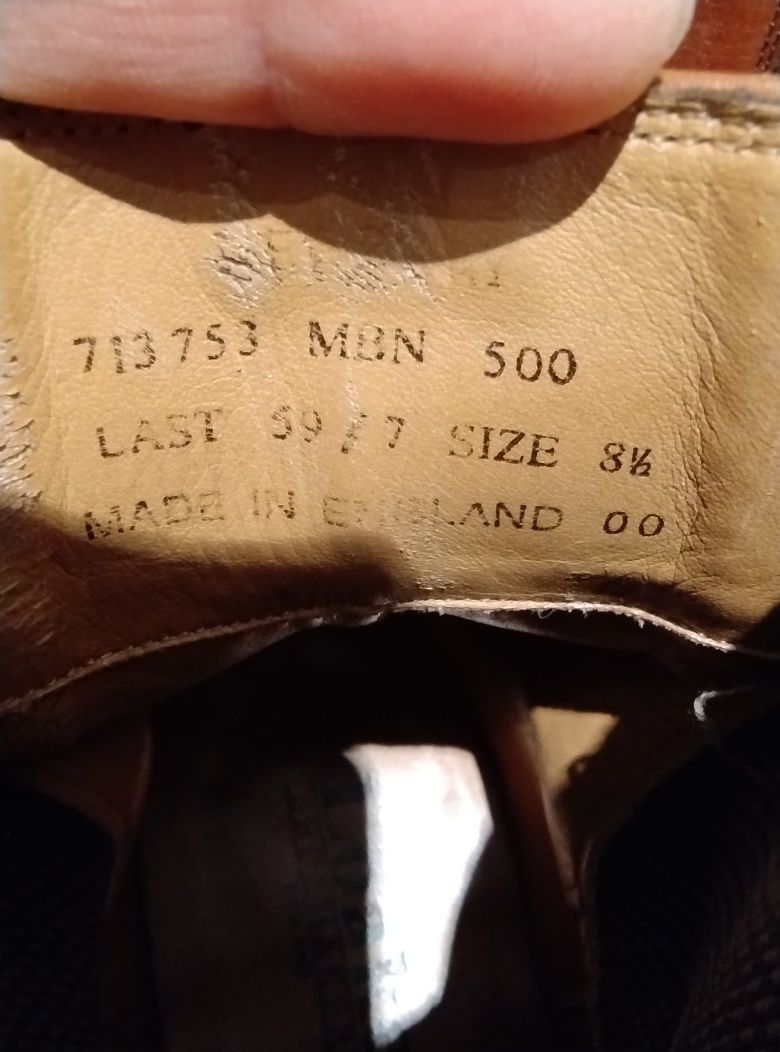 713753 MBN 500
LAST 59 / 7 SIZE 8½
MADE IN ENGLAND 00